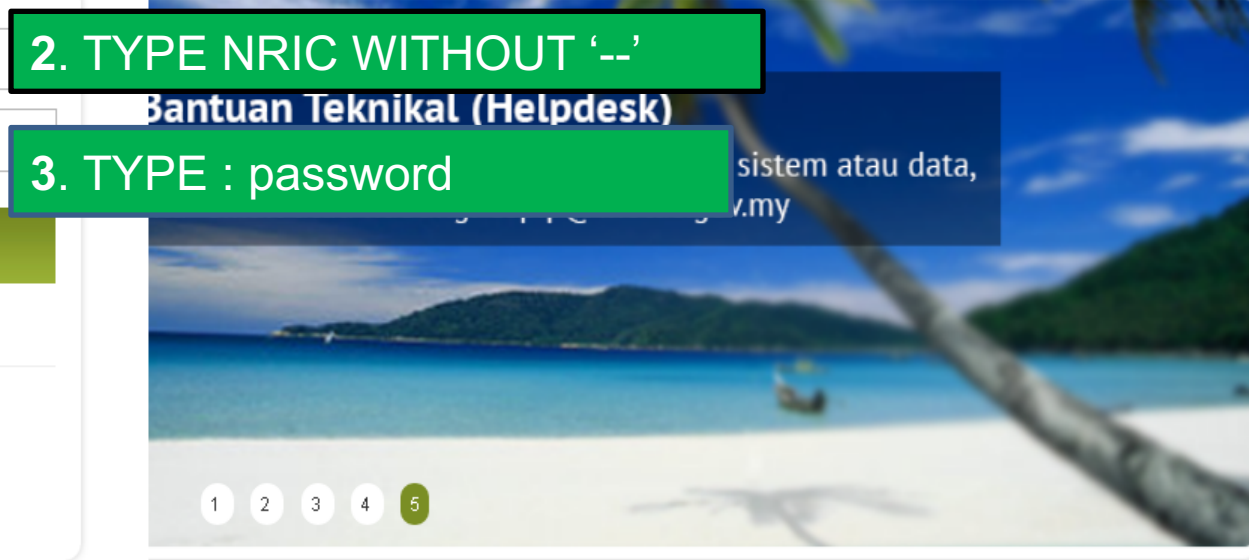 2. TYPE NRIC WITHOUT ‘--’
Bantuan Teknikal (Helpdesk)
3. TYPE : password
sistem atau data,
v.my
1 2 3 4 5